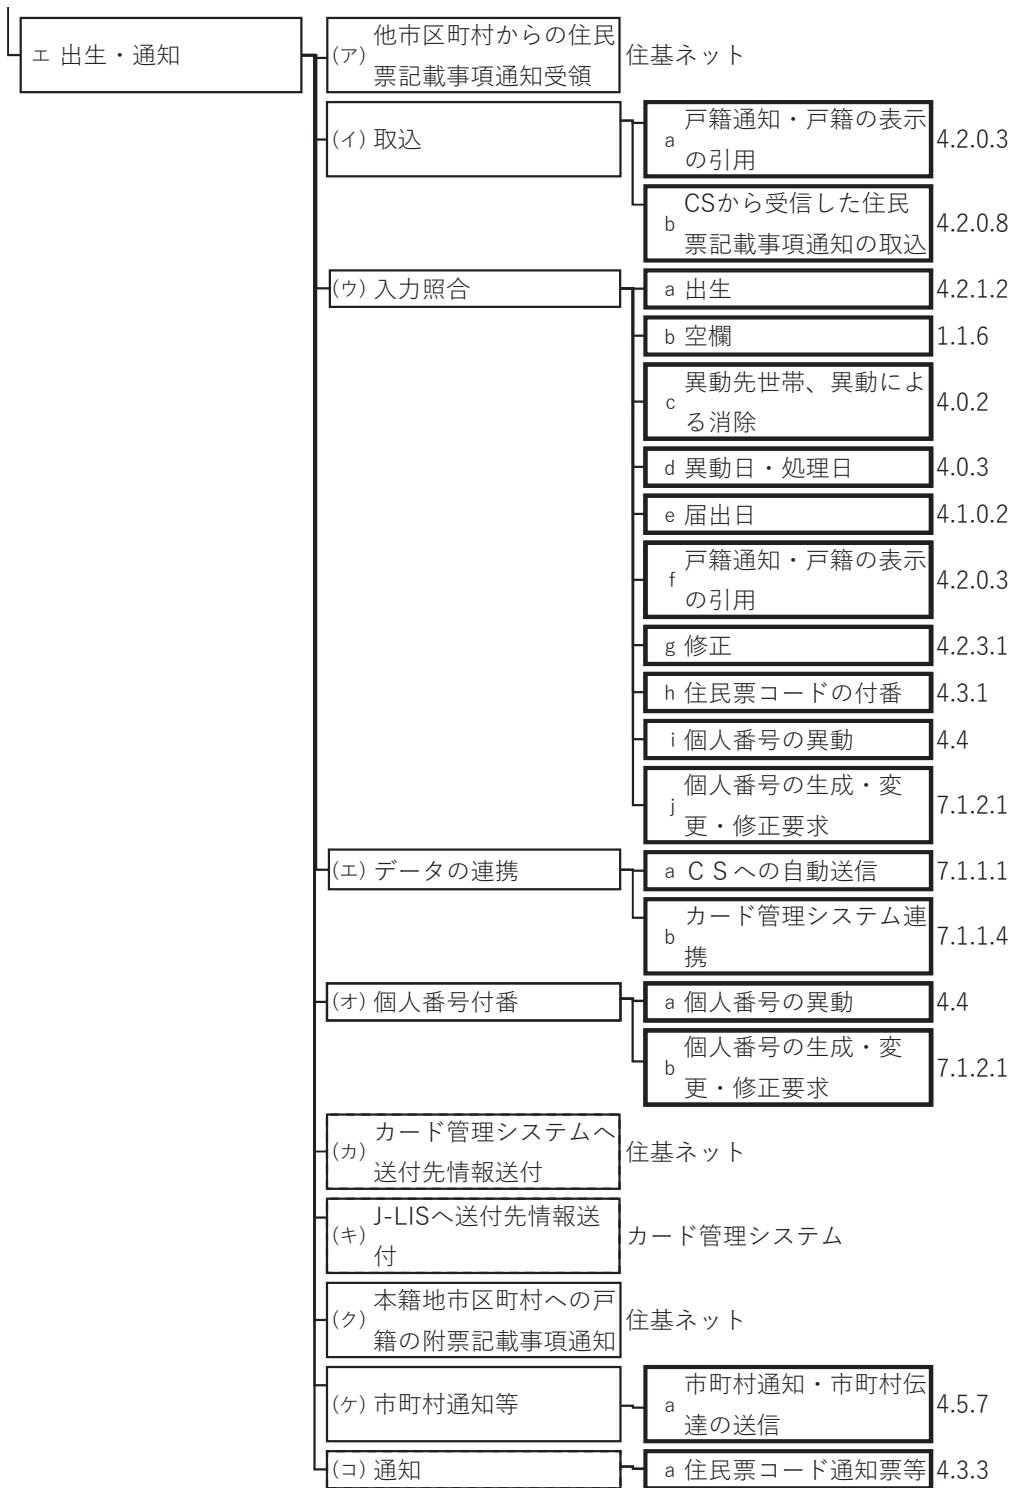 エ 出生・通知
(ア) 他市区町村からの住民
票記載事項通知受領
住基ネット
(イ) 取込
a 戸籍通知・戸籍の表示
の引用
4.2.0.3
b CSから受信した住民
票記載事項通知の取込
4.2.0.8
(ウ) 入力照合
a 出生
4.2.1.2
b 空欄
1.1.6
c 異動先世帯、異動によ
る消除
4.0.2
d 異動日・処理日
4.0.3
e 届出日
4.1.0.2
f 戸籍通知・戸籍の表示
の引用
4.2.0.3
g 修正
4.2.3.1
h 住民票コードの付番
4.3.1
i 個人番号の異動
4.4
j 個人番号の生成・変
更・修正要求
7.1.2.1
(エ) データの連携
a ＣＳへの自動送信
7.1.1.1
b カード管理システム連
携
7.1.1.4
(オ) 個人番号付番
a 個人番号の異動
4.4
b 個人番号の生成・変
更・修正要求
7.1.2.1
(カ) カード管理システムへ
送付先情報送付
住基ネット
(キ) J-LISへ送付先情報送
付
カード管理システム
(ク) 本籍地市区町村への戸
籍の附票記載事項通知
住基ネット
(ケ) 市町村通知等
a 市町村通知・市町村伝
達の送信
4.5.7
(コ) 通知
a 住民票コード通知票等
4.3.3